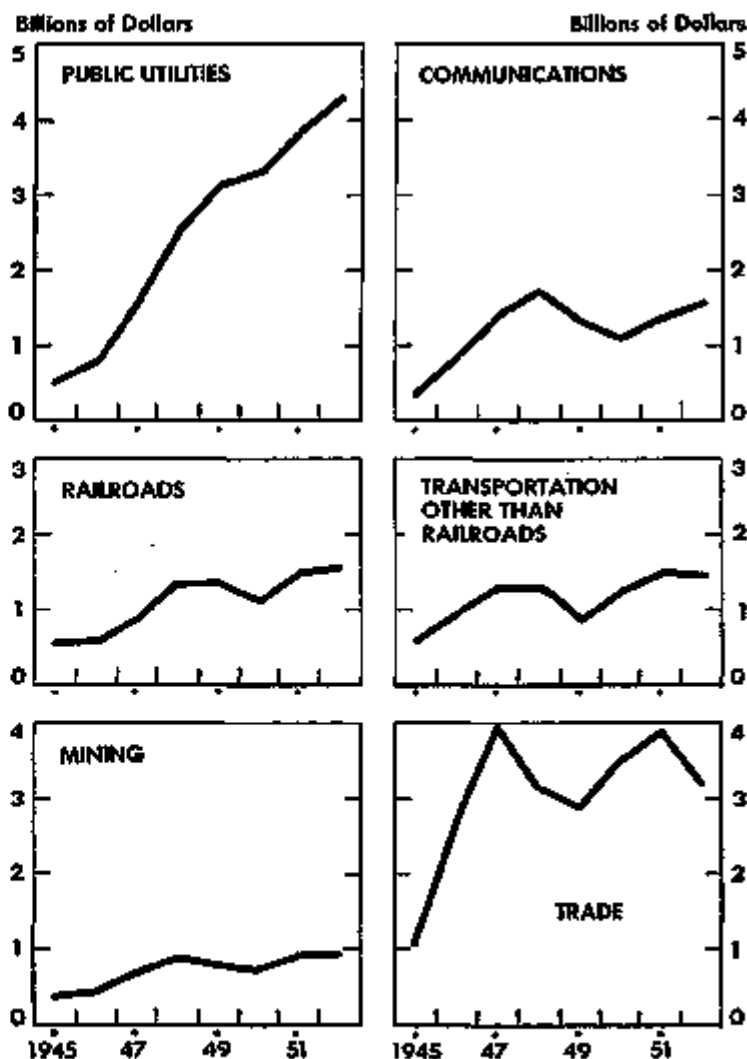 Billions of Dollars Billions of Dollars
5 5
PUBLIC UTILITIES COMMUNICATIONS
4 4
3 3
2 2
1 1
0 0
3 3
RAILROADS TRANSPORTATION
OTHER THAN
RAILROADS
2 2
1 1
0 0
4 4
MINING
3 3
2 2
TRADE
1 1
0 0
1945 47 49 51 1945 47 49 51